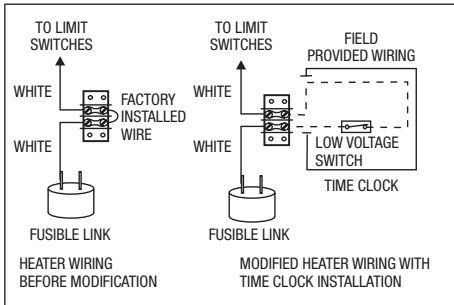 TO LIMIT
SWITCHES
WHITE
FACTORY
INSTALLED
WIRE
WHITE
FUSIBLE LINK
HEATER WIRING
BEFORE MODIFICATION
TO LIMIT
SWITCHES
FIELD
PROVIDED WIRING
WHITE
WHITE
LOW VOLTAGE
SWITCH
TIME CLOCK
FUSIBLE LINK
MODIFIED HEATER WIRING WITH
TIME CLOCK INSTALLATION